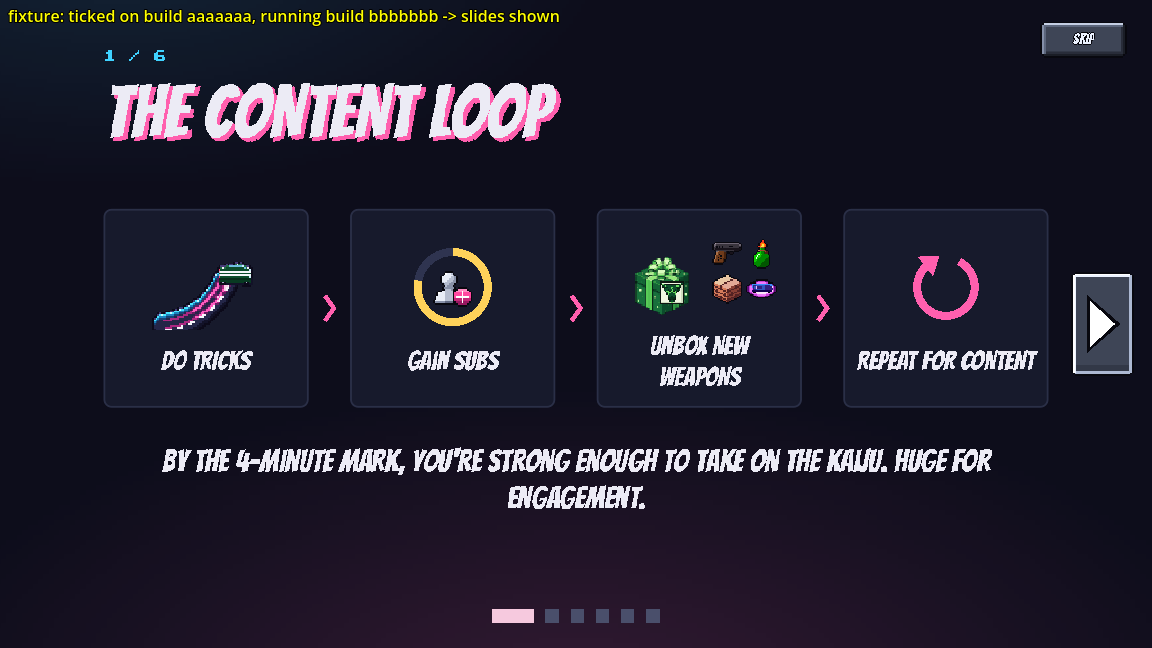 fixture: ticked on build aaaaaaa, running build bbbbbbb -> slides shown
SKIP
1 / 6
THE CONTENT LOOP
DO TRICKS
GAIN SUBS
UNBOX NEW
WEAPONS
REPEAT FOR CONTENT
BY THE 4-MINUTE MARK, YOU'RE STRONG ENOUGH TO TAKE ON THE KAIJU. HUGE FOR
ENGAGEMENT.